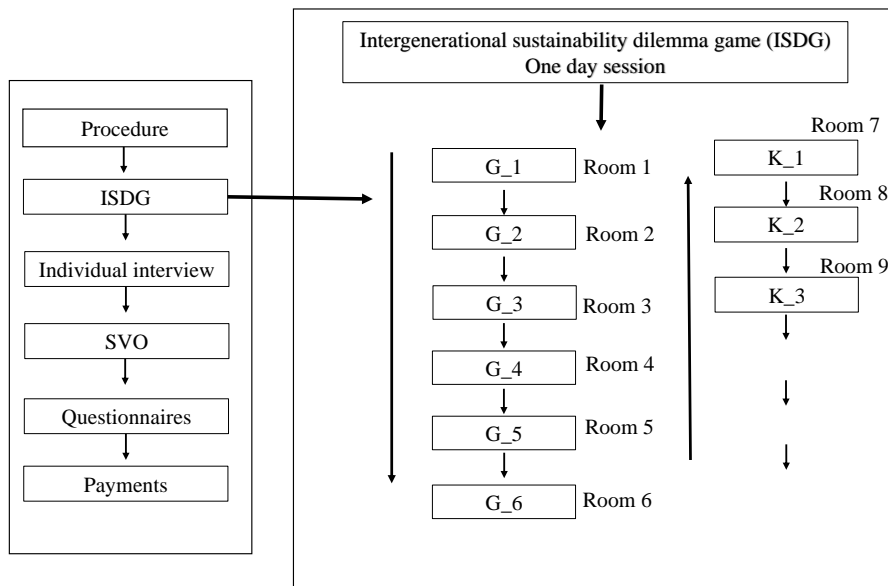 Intergenerational sustainability dilemma game (ISDG)
One day session
Procedure
ISDG
Individual interview
SVO
Questionnaires
Payments
G_1 Room 1
G_2 Room 2
G_3 Room 3
G_4 Room 4
G_5 Room 5
G_6 Room 6
Room 7
K_1
Room 8
K_2
Room 9
K_3